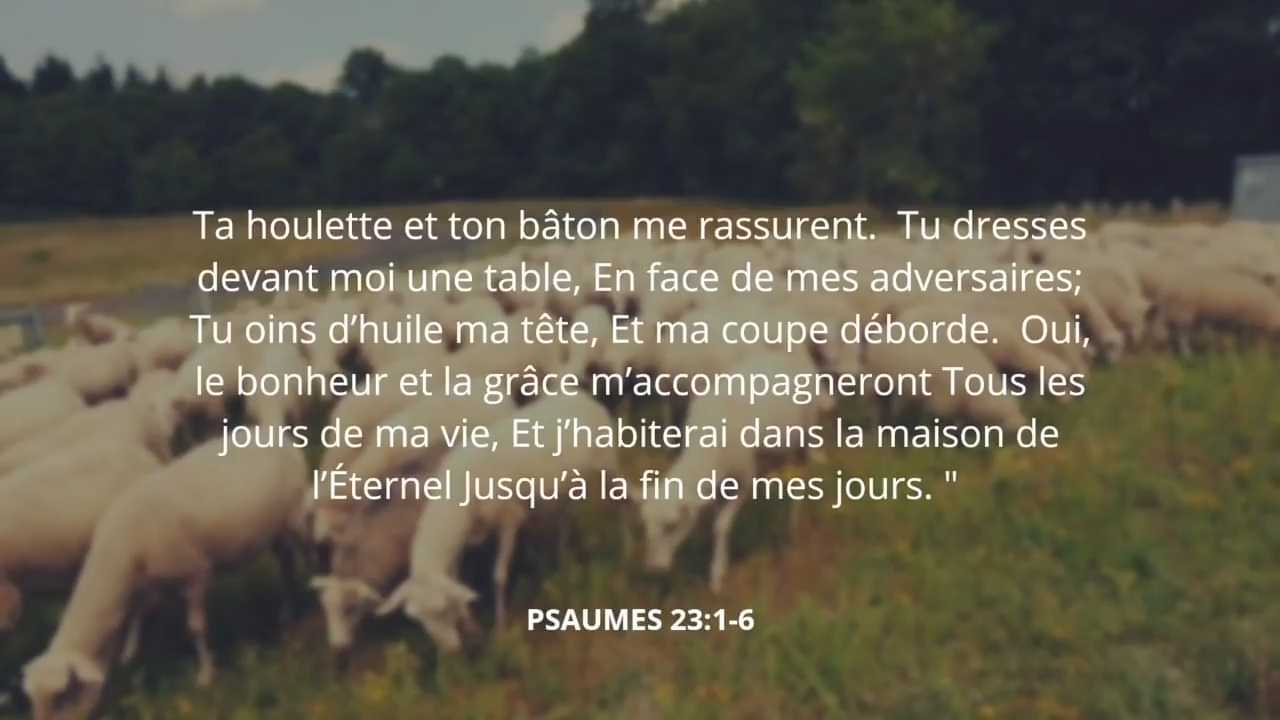 Ta houlette et ton bâton me rassurent.  Tu dresses
devant moi une table, En face de mes adversaires;
Tu oins d’huile ma tête, Et ma coupe déborde.  Oui,
le bonheur et la grâce m’accompagneront Tous les
jours de ma vie, Et j’habiterai dans la maison de
l’Éternel Jusqu’à la fin de mes jours. "
PSAUMES 23:1-6